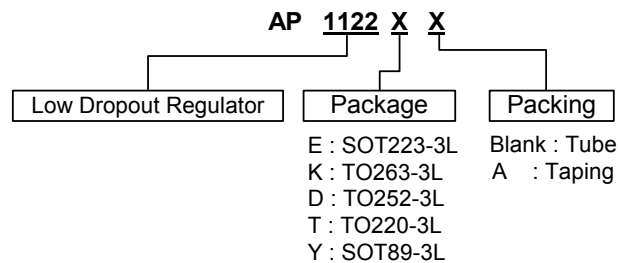 AP 1122 X X
Low Dropout Regulator
Package
Packing
E : SOT223-3L
K : TO263-3L
D : TO252-3L
T : TO220-3L
Y : SOT89-3L
Blank : Tube
A : Taping